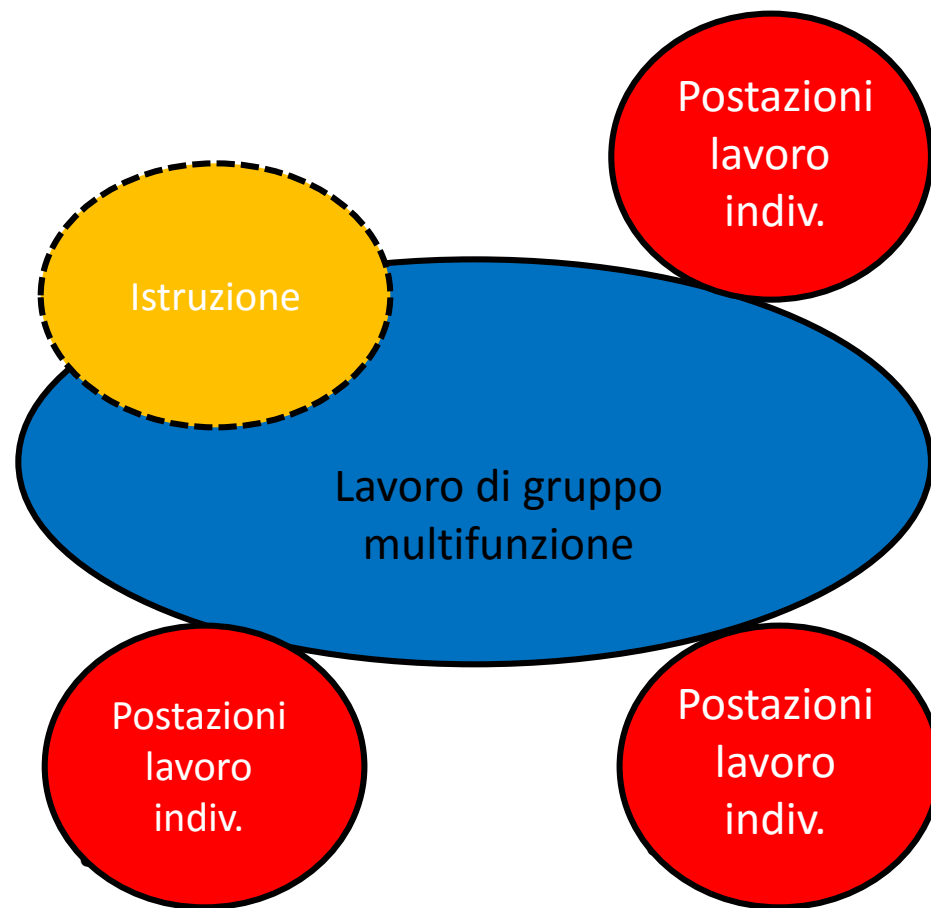 Postazioni
lavoro
indiv.
Istruzione
Lavoro di gruppo
multifunzione
Postazioni
lavoro
indiv.
Postazioni
lavoro
indiv.